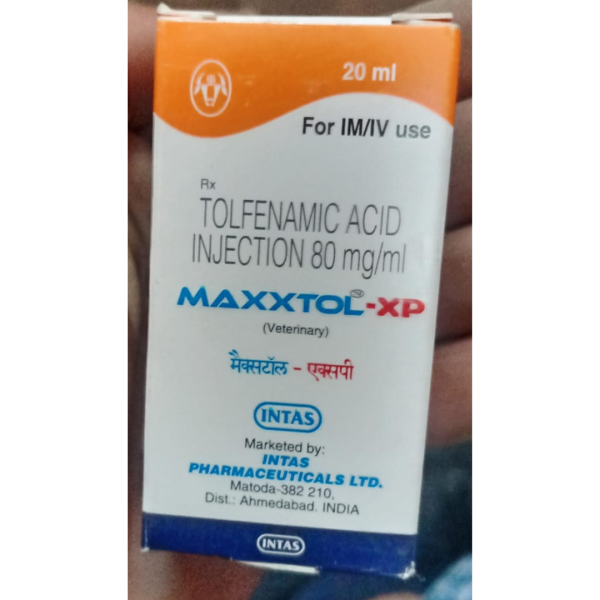 20 ml
For IM/IV use
Rx
TOLFENAMIC ACID
INJECTION 80 mg/ml
MAXXTOL-XP
(Veterinary)
मैक्सटॉल - एक्सपी
INTAS
Marketed by:
INTAS
PHARMACEUTICALS LTD.
Matoda-382 210,
Dist.: Ahmedabad. INDIA
INTAS